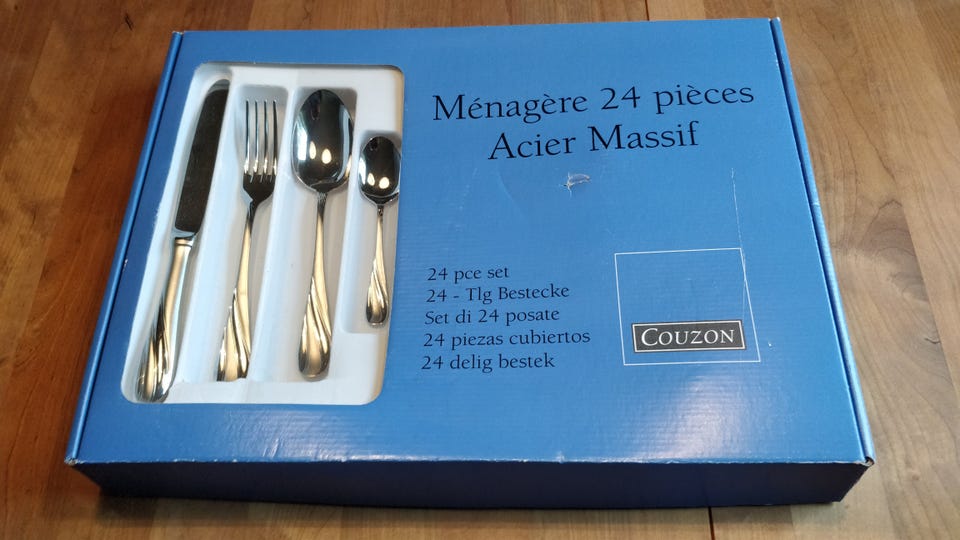 Ménagère 24 pièces
Acier Massif
24 pce set
24 - Tlg Bestecke
Set di 24 posate
24 piezas cubiertos
24 delig bestek
COUZON